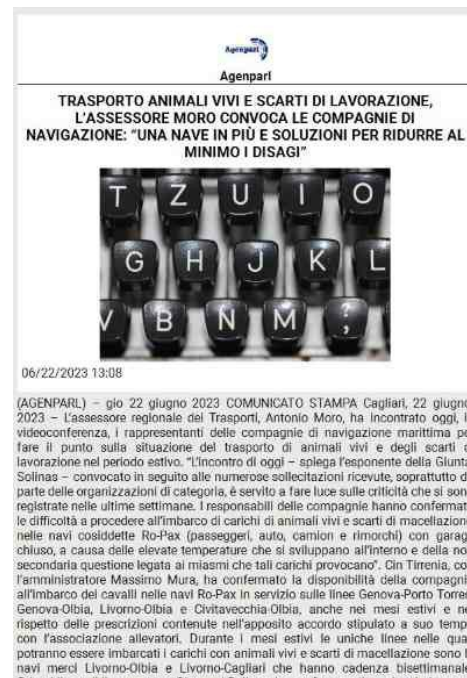 Agenparl
Agenparl
TRASPORTO ANIMALI VIVI E SCARTI DI LAVORAZIONE,
L'ASSESSORE MORO CONVOCA LE COMPAGNIE DI
NAVIGAZIONE: “UNA NAVE IN PIÙ E SOLUZIONI PER RIDURRE AL
MINIMO I DISAGI”
T Z U I O
G H J K L
V B N M ? ;
06/22/2023 13:08
(AGENPARL) – gio 22 giugno 2023 COMUNICATO STAMPA Cagliari, 22 giugno
2023 – L'assessore regionale dei Trasporti, Antonio Moro, ha incontrato oggi, i
videoconferenza, i rappresentanti delle compagnie di navigazione marittima pe
fare il punto sulla situazione del trasporto di animali vivi e degli scarti d
lavorazione nel periodo estivo. “L'incontro di oggi – spiega l'esponente della Giunta
Solinas – convocato in seguito alle numerose sollecitazioni ricevute, soprattutto d
parte delle organizzazioni di categoria, è servito a fare luce sulle criticità che si son
registrate nelle ultime settimane. I responsabili delle compagnie hanno confermat
le difficoltà a procedere all'imbarco di carichi di animali vivi e scarti di macellazion
nelle navi cosiddette Ro-Pax (passeggeri, auto, camion e rimorchi) con garag
chiuso, a causa delle elevate temperature che si sviluppano all'interno e della no
secondaria questione legata ai miasmi che tali carichi provocano”. Cin Tirrenia, co
l'amministratore Massimo Mura, ha confermato la disponibilità della compagni
all'imbarco dei cavalli nelle navi Ro-Pax in servizio sulle linee Genova-Porto Torres
Genova-Olbia, Livorno-Olbia e Civitavecchia-Olbia, anche nei mesi estivi e ne
rispetto delle prescrizioni contenute nell'apposito accordo stipulato a suo temp
con l'associazione allevatori. Durante i mesi estivi le uniche linee nelle qua
potranno essere imbarcati i carichi con animali vivi e scarti di macellazione sono l
navi merci Livorno-Olbia e Livorno-Cagliari che hanno cadenza bisettimanale